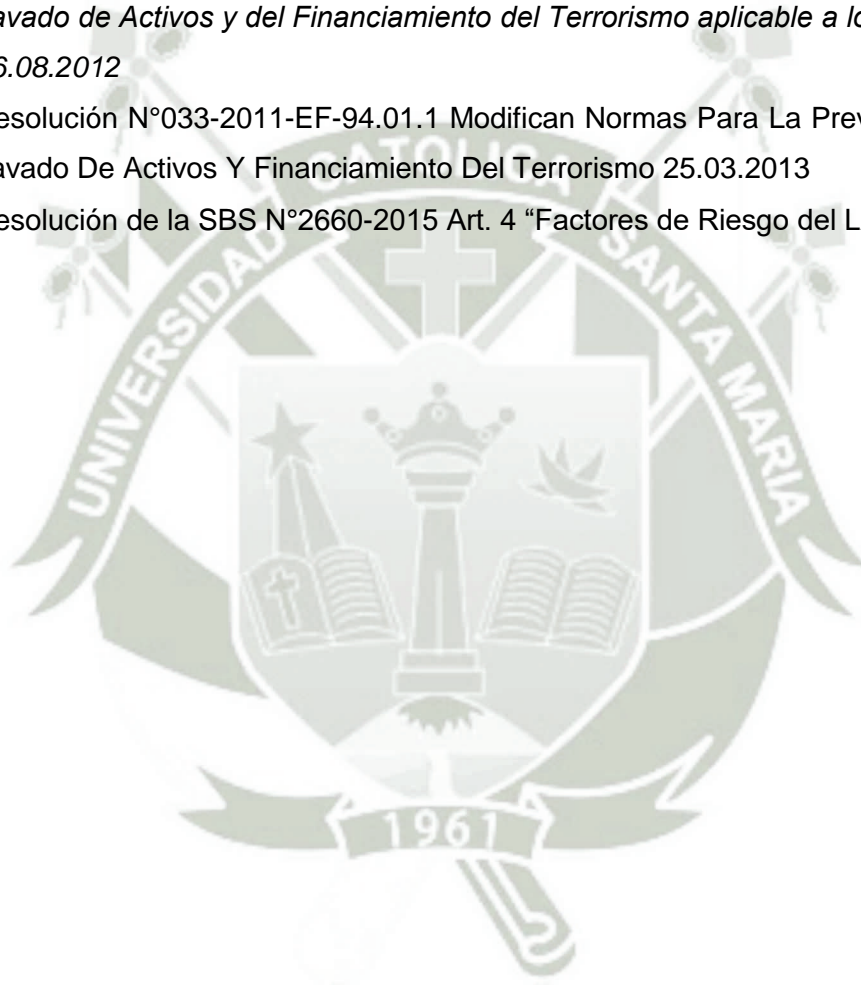 avado de Activos y del Financiamiento del Terrorismo aplicable a lo
6.08.2012
esolución N°033-2011-EF-94.01.1 Modifican Normas Para La Prev
avado De Activos Y Financiamiento Del Terrorismo 25.03.2013
esolución de la SBS N°2660-2015 Art. 4 “Factores de Riesgo del L
UNIVERSIDAD CATOLICA SANTA MARIA
1961